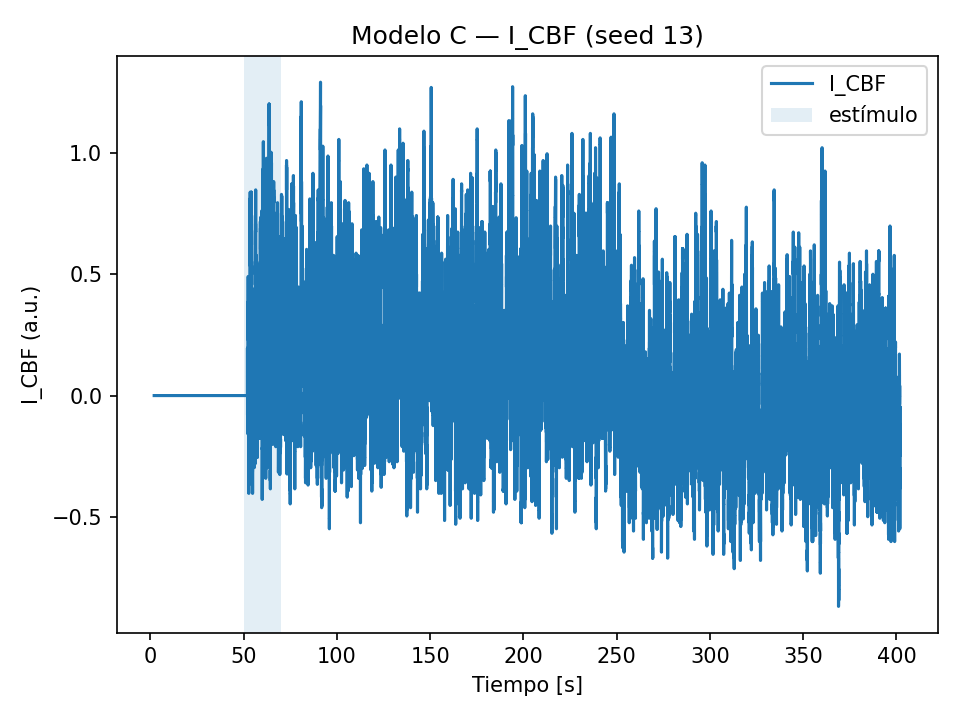 Modelo C — I_CBF (seed 13)
I_CBF
estímulo
I_CBF (a.u.)
1.0
0.5
0.0
−0.5
0
50
100
150
200
250
300
350
400
Tiempo [s]